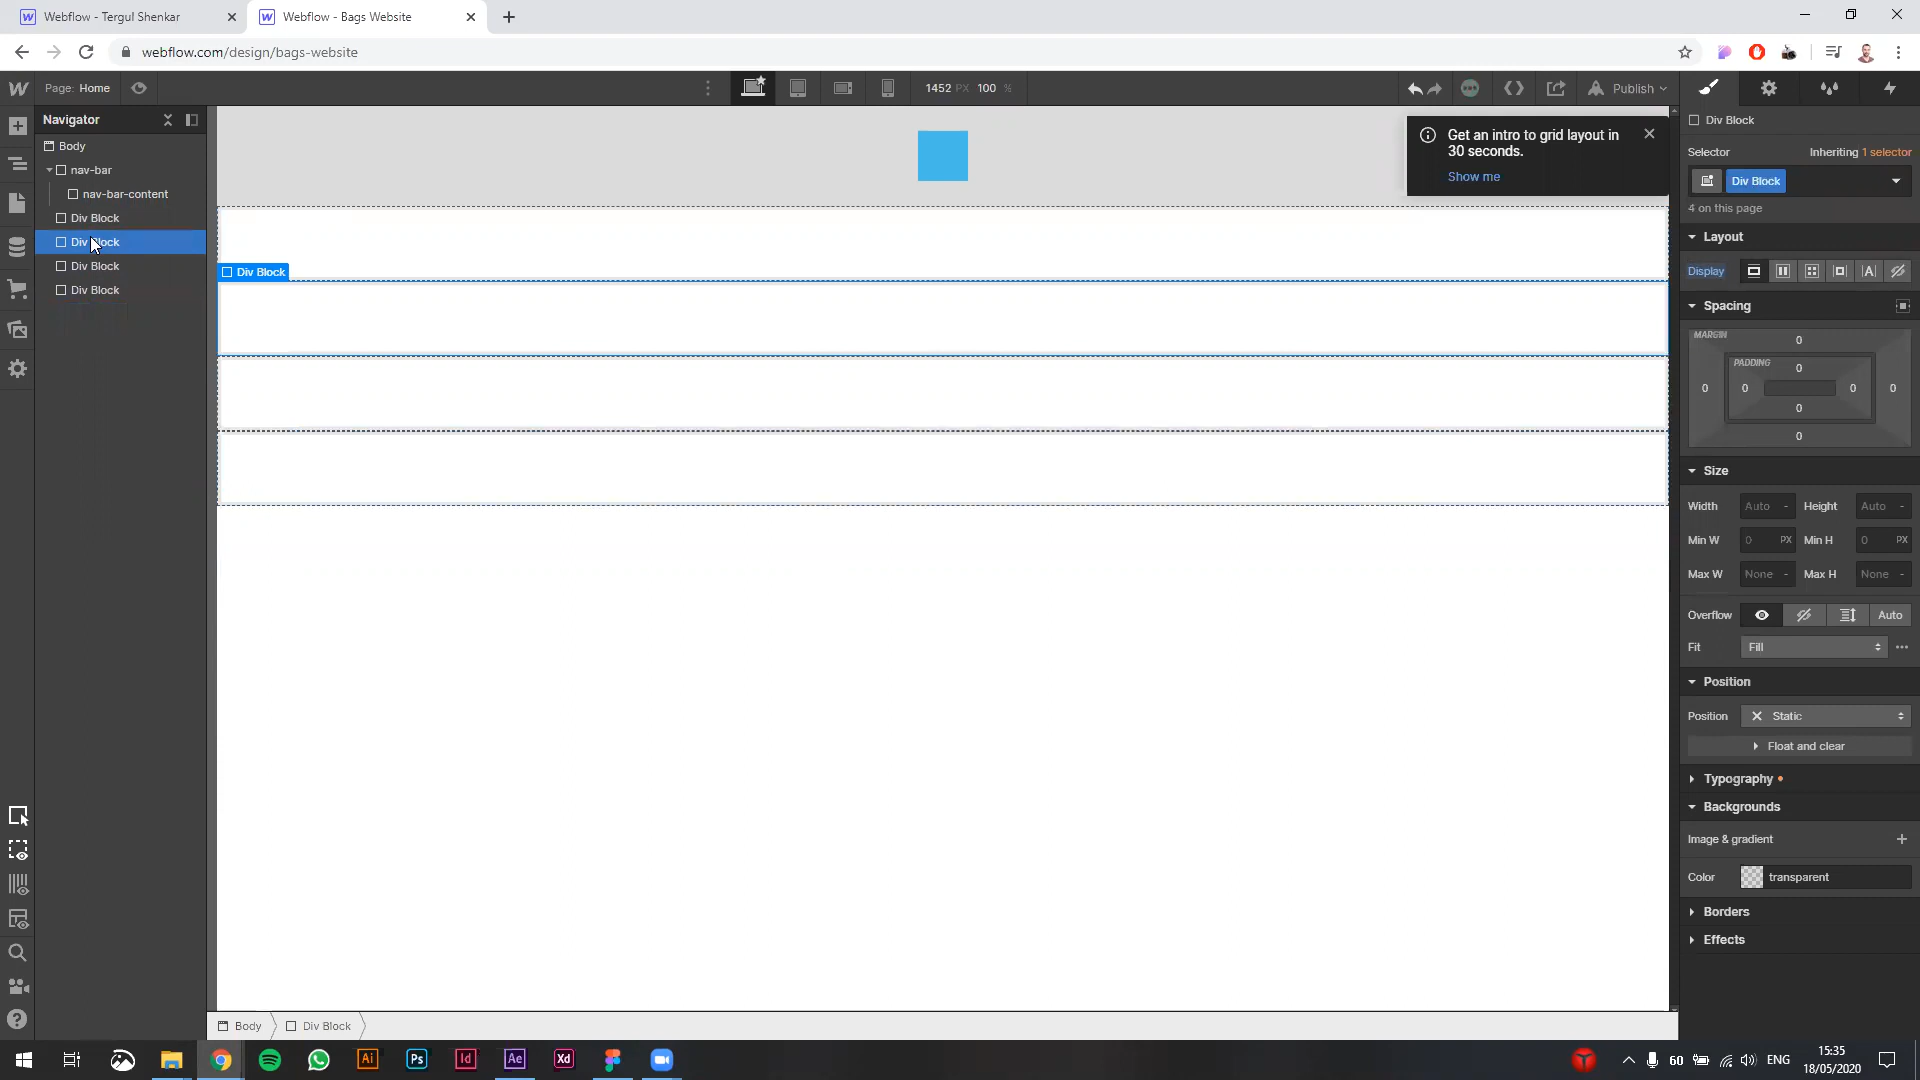 Webflow - Tergul Shenkar
Webflow - Bags Website
webflow.com/design/bags-website
Page: Home
1452 PX 100 %
Publish
Navigator
Body
nav-bar
nav-bar-content
Div Block
Div Block
Div Block
Div Block
Div Block
Get an intro to grid layout in
30 seconds.
Show me
Div Block
Selector
Inheriting 1 selector
Div Block
4 on this page
Layout
Display
Spacing
MARGIN
0
PADDING
0
0 0 0 0
0
0
Size
Width Auto - Height Auto -
Min W 0 PX Min H 0 PX
Max W None - Max H None -
Overflow Auto
Fit Fill
Position
Position Static
Float and clear
Typography
Backgrounds
Image & gradient
Color transparent
Borders
Effects
Body Div Block
Ai Ps Id Ae Xd
60 ENG
15:35
18/05/2020